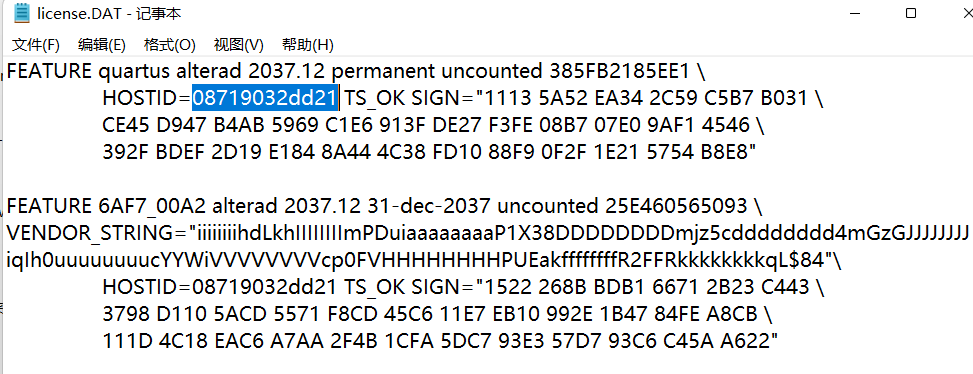 license.DAT - 记事本
文件(F) 编辑(E) 格式(O) 视图(V) 帮助(H)
FEATURE quartus alterad 2037.12 permanent uncounted 385FB2185EE1 \
HOSTID=08719032dd21 TS_OK SIGN="1113 5A52 EA34 2C59 C5B7 B031 \
CE45 D947 B4AB 5969 C1E6 913F DE27 F3FE 08B7 07E0 9AF1 4546 \
392F BDEF 2D19 E184 8A44 4C38 FD10 88F9 0F2F 1E21 5754 B8E8"
FEATURE 6AF7_00A2 alterad 2037.12 31-dec-2037 uncounted 25E460565093 \
VENDOR_STRING="iiiiiiiihdLkhIIIIIIIImPDuiaaaaaaaaP1X38DDDDDDDDmjz5cdddddddd4mGzGJJJJJJJJ
iqIh0uuuuuuuucYYWiVVVVVVVVcp0FVHHHHHHHHPUEakffffffffR2FFRkkkkkkkkqL$84"\
HOSTID=08719032dd21 TS_OK SIGN="1522 268B BDB1 6671 2B23 C443 \
3798 D110 5ACD 5571 F8CD 45C6 11E7 EB10 992E 1B47 84FE A8CB \
111D 4C18 EAC6 A7AA 2F4B 1CFA 5DC7 93E3 57D7 93C6 C45A A622"